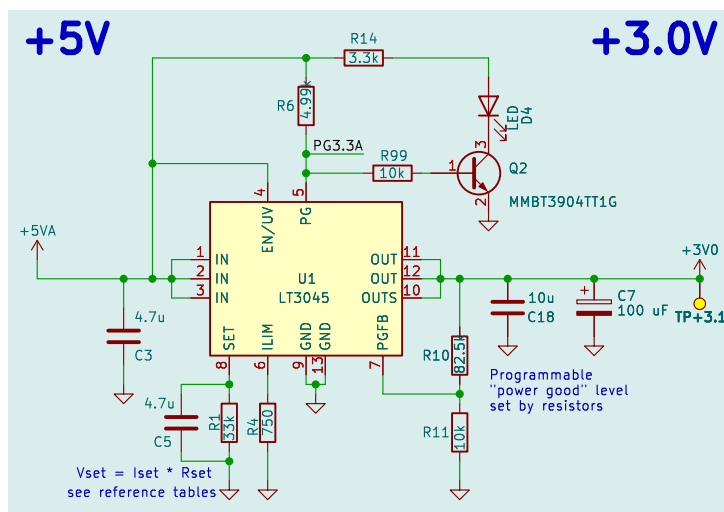 +5V
+3.0V
R14
3.3k
R6
4.99k
LED
D4
PG3.3A
R99
10k
1
3
2
Q2
MMBT3904TT1G
+5VA
4
5
EN/UV
PG
1
IN
2
IN
3
IN
U1
LT3045
OUT
11
OUT
12
OUTS
10
SET
ILIM
GND
GND
PGFB
8
6
9
13
7
+3V0
TP+3.1
4.7u
C3
10u
C18
+
C7
100 uF
R10
82.5k
4.7u
C5
R1
33k
R4
750
R11
10k
Programmable
"power good" level
set by resistors
Vset = Iset * Rset
see reference tables